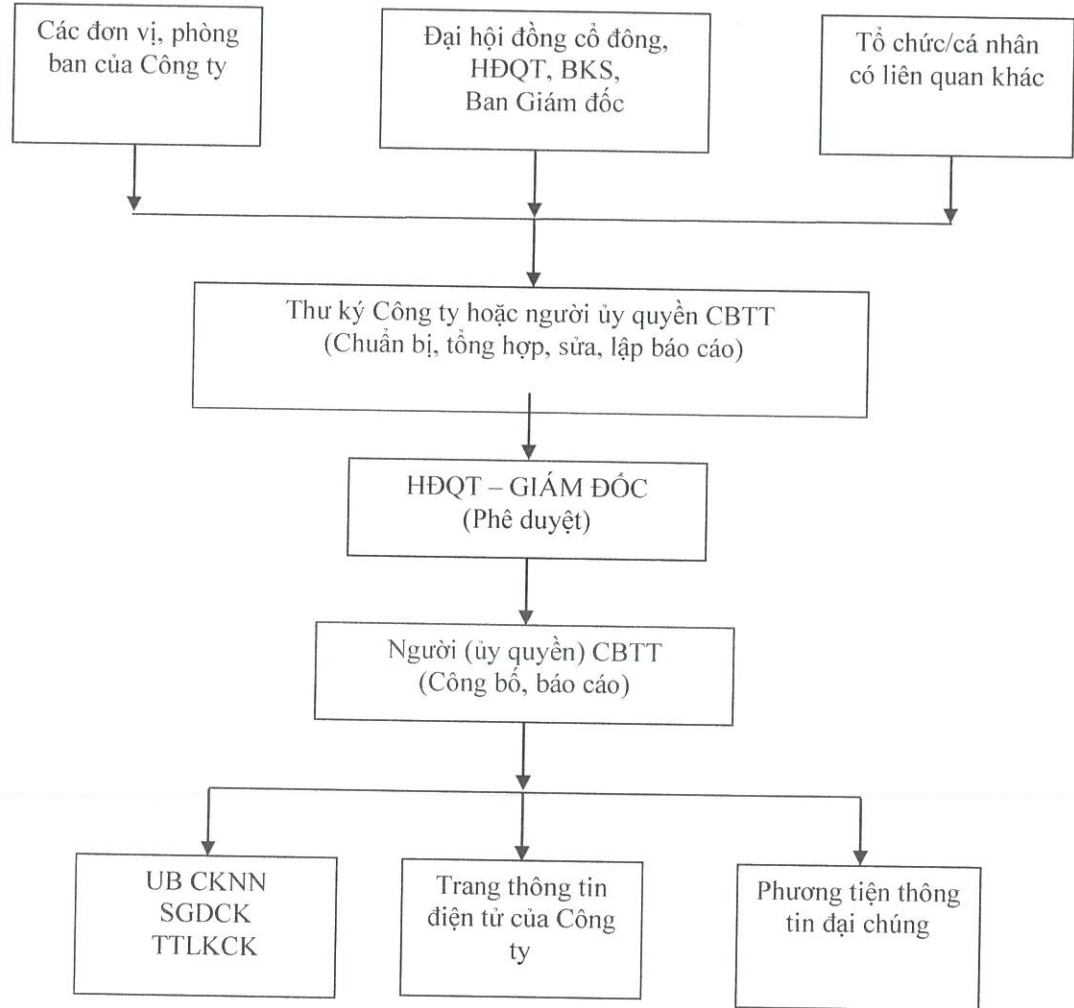 Các đơn vị, phòng
ban của Công ty
Đại hội đồng cổ đông,
HĐQT, BKS,
Ban Giám đốc
Tổ chức/cá nhân
có liên quan khác
Thư ký Công ty hoặc người ủy quyền CBTT
(Chuẩn bị, tổng hợp, sửa, lập báo cáo)
HĐQT – GIÁM ĐỐC
(Phê duyệt)
Người (ủy quyền) CBTT
(Công bố, báo cáo)
UB CKNN
SGDCK
TTLKCK
Trang thông tin
điện tử của Công
ty
Phương tiện thông
tin đại chúng